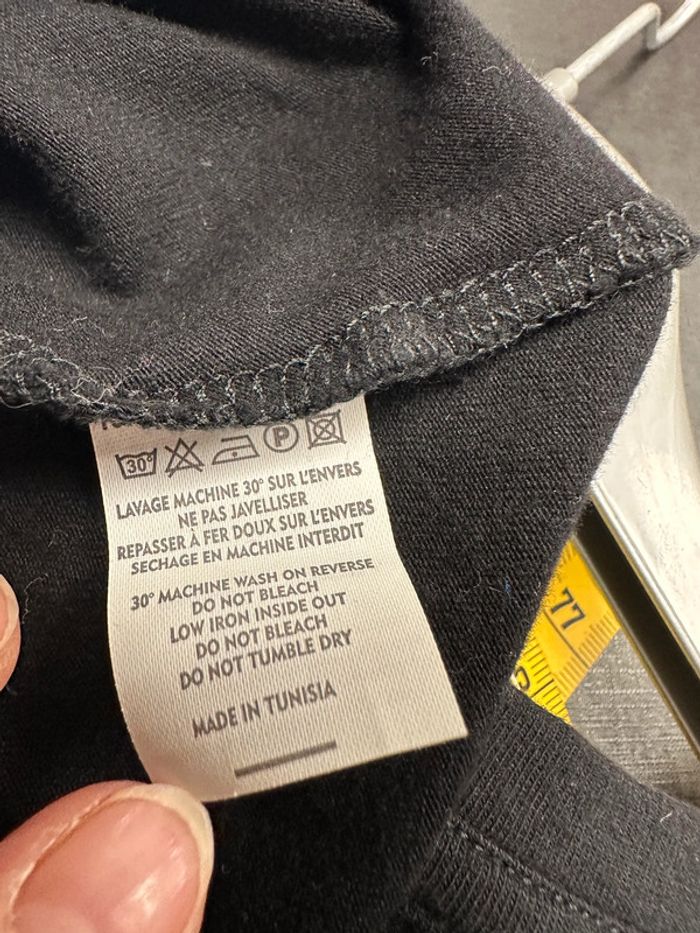 30°
P
LAVAGE MACHINE 30° SUR L'ENVERS
NE PAS JAVELLISER
REPASSER À FER DOUX SUR L'ENVERS
SECHAGE EN MACHINE INTERDIT
30° MACHINE WASH ON REVERSE
DO NOT BLEACH
LOW IRON INSIDE OUT
DO NOT BLEACH
DO NOT TUMBLE DRY
MADE IN TUNISIA
77